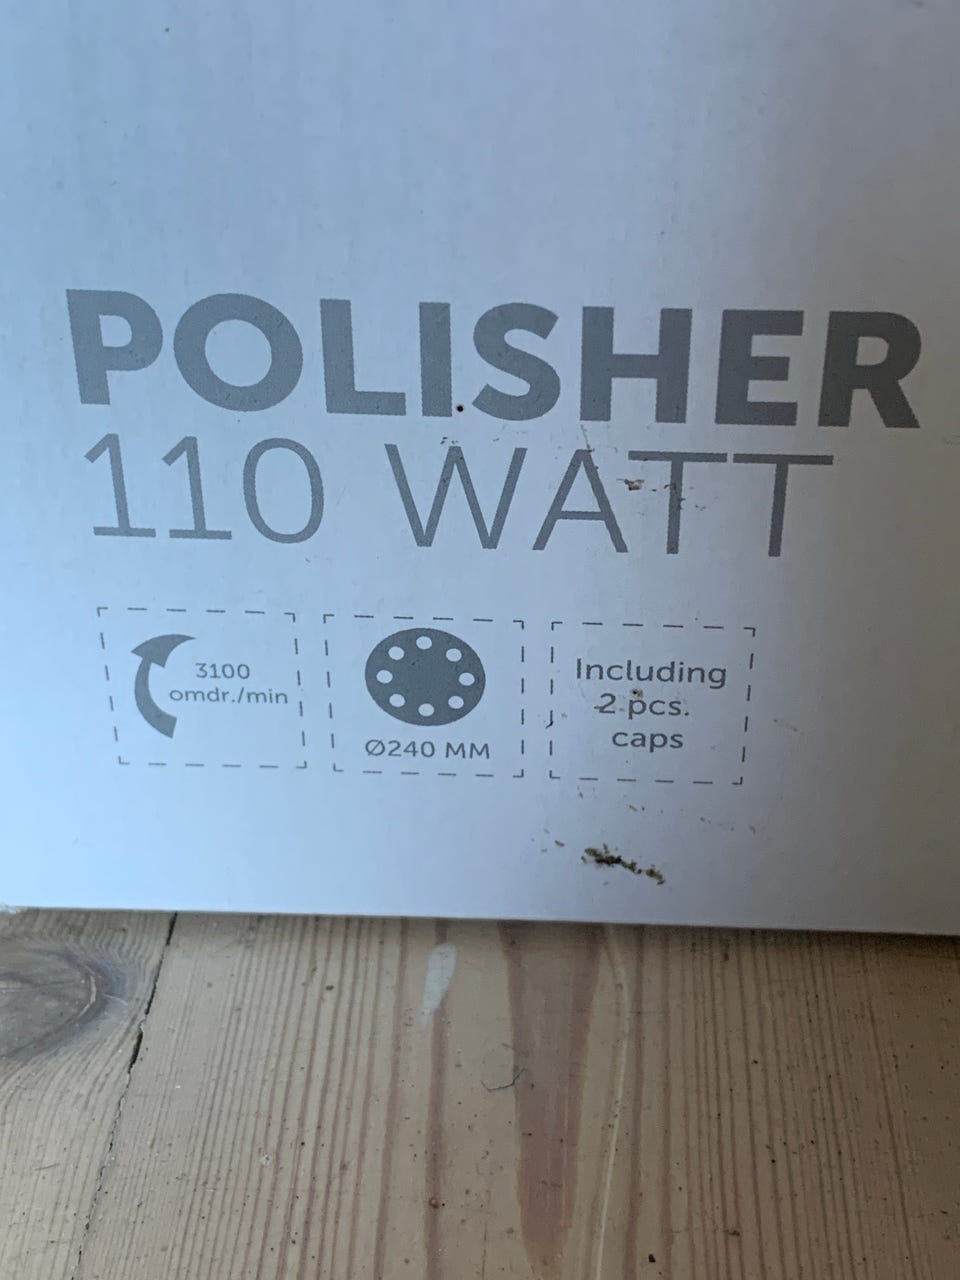 POLISHER
110 WATT
3100
omdr./min
Ø240 MM
Including
2 pcs.
caps